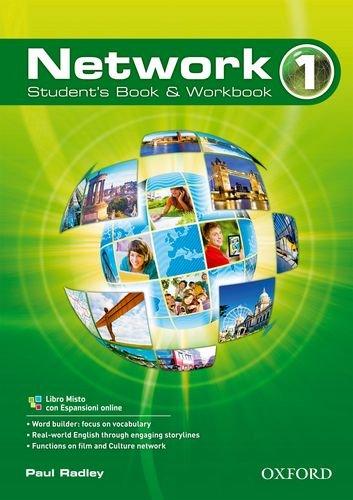 Network 1
Student's Book & Workbook
Libro Misto
con Espansioni online
• Word builder: focus on vocabulary
• Real-world English through engaging storylines
• Functions on film and Culture network
Paul Radley
OXFORD